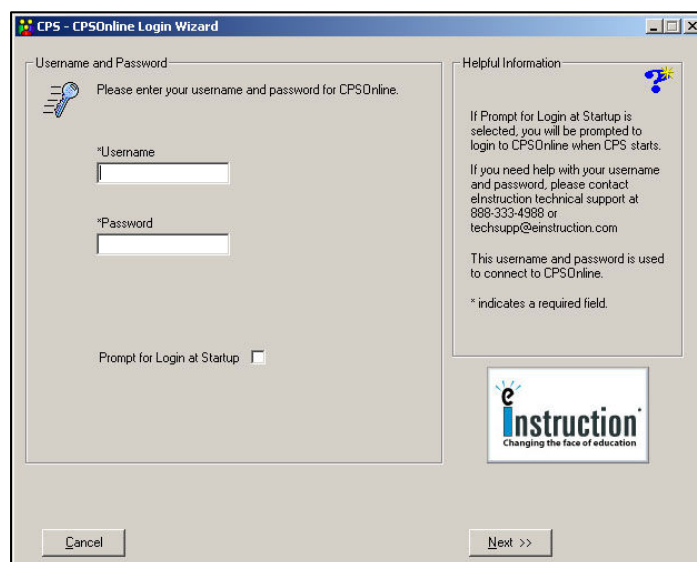 CPS - CPSOnline Login Wizard
Username and Password
Please enter your username and password for CPSOnline.
*Username
*Password
Prompt for Login at Startup
Helpful Information
If Prompt for Login at Startup is
selected, you will be prompted to
login to CPSOnline when CPS starts.
If you need help with your username
and password, please contact
eInstruction technical support at
888-333-4988 or
techsupp@einstruction.com
This username and password is used
to connect to CPSOnline.
* indicates a required field.
eInstruction
Changing the face of education
Cancel
Next >>